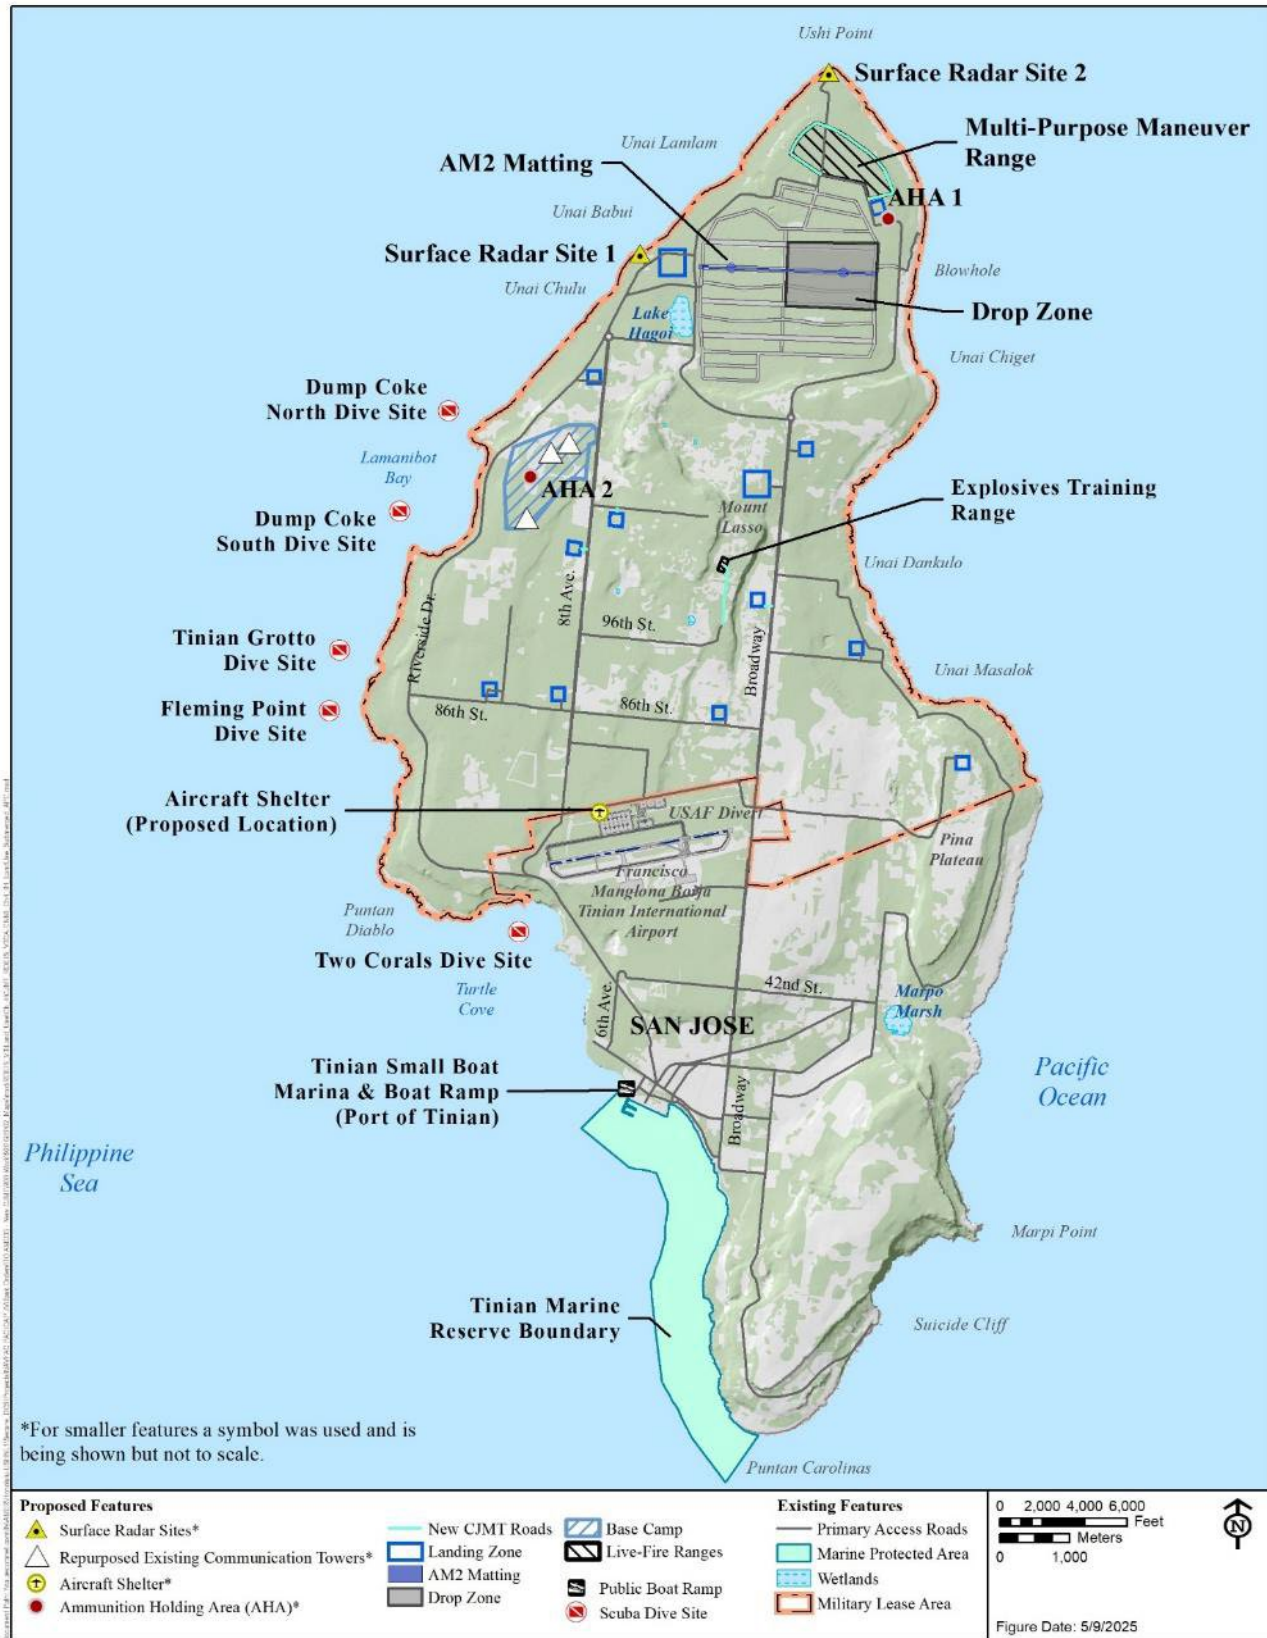 Ushi Point
Surface Radar Site 2
Multi-Purpose Maneuver
Range
Unai Lamlam
AM2 Matting
AHA 1
Unai Babui
Surface Radar Site 1
Unai Chulu
Blowhole
Drop Zone
Lake
Hagoi
Unai Chiget
Dump Coke
North Dive Site
Lamanibot
Bay
AHA 2
Explosives Training
Range
Mount
Lasso
Dump Coke
South Dive Site
Unai Dankulo
8th Ave.
Riverside Dr.
96th St.
Broadway
Tinian Grotto
Dive Site
Unai Masalok
Fleming Point
Dive Site
86th St.
86th St.
Aircraft Shelter
(Proposed Location)
USAF Divert
Pina
Plateau
Francisco
Manglona Borja
Tinian International
Airport
Puntan
Diablo
Two Corals Dive Site
Turtle
Cove
42nd St.
Marpo
Marsh
6th Ave.
SAN JOSE
Tinian Small Boat
Marina & Boat Ramp
(Port of Tinian)
Pacific
Ocean
Broadway
Philippine
Sea
Marpi Point
Tinian Marine
Reserve Boundary
Suicide Cliff
*For smaller features a symbol was used and is
being shown but not to scale.
Puntan Carolinas
Proposed Features
Surface Radar Sites*
Repurposed Existing Communication Towers*
Aircraft Shelter*
Ammunition Holding Area (AHA)*
New CJMT Roads
Landing Zone
AM2 Matting
Drop Zone
Base Camp
Live-Fire Ranges
Public Boat Ramp
Scuba Dive Site
Existing Features
Primary Access Roads
Marine Protected Area
Wetlands
Military Lease Area
0 2,000 4,000 6,000
Feet
Meters
0 1,000
N
Figure Date: 5/9/2025